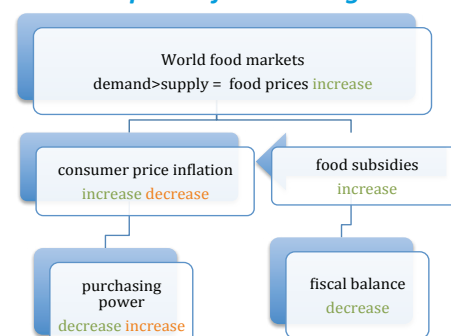 World food markets
demand>supply = food prices increase
consumer price inflation
increase decrease
food subsidies
increase
purchasing
power
decrease increase
fiscal balance
decrease